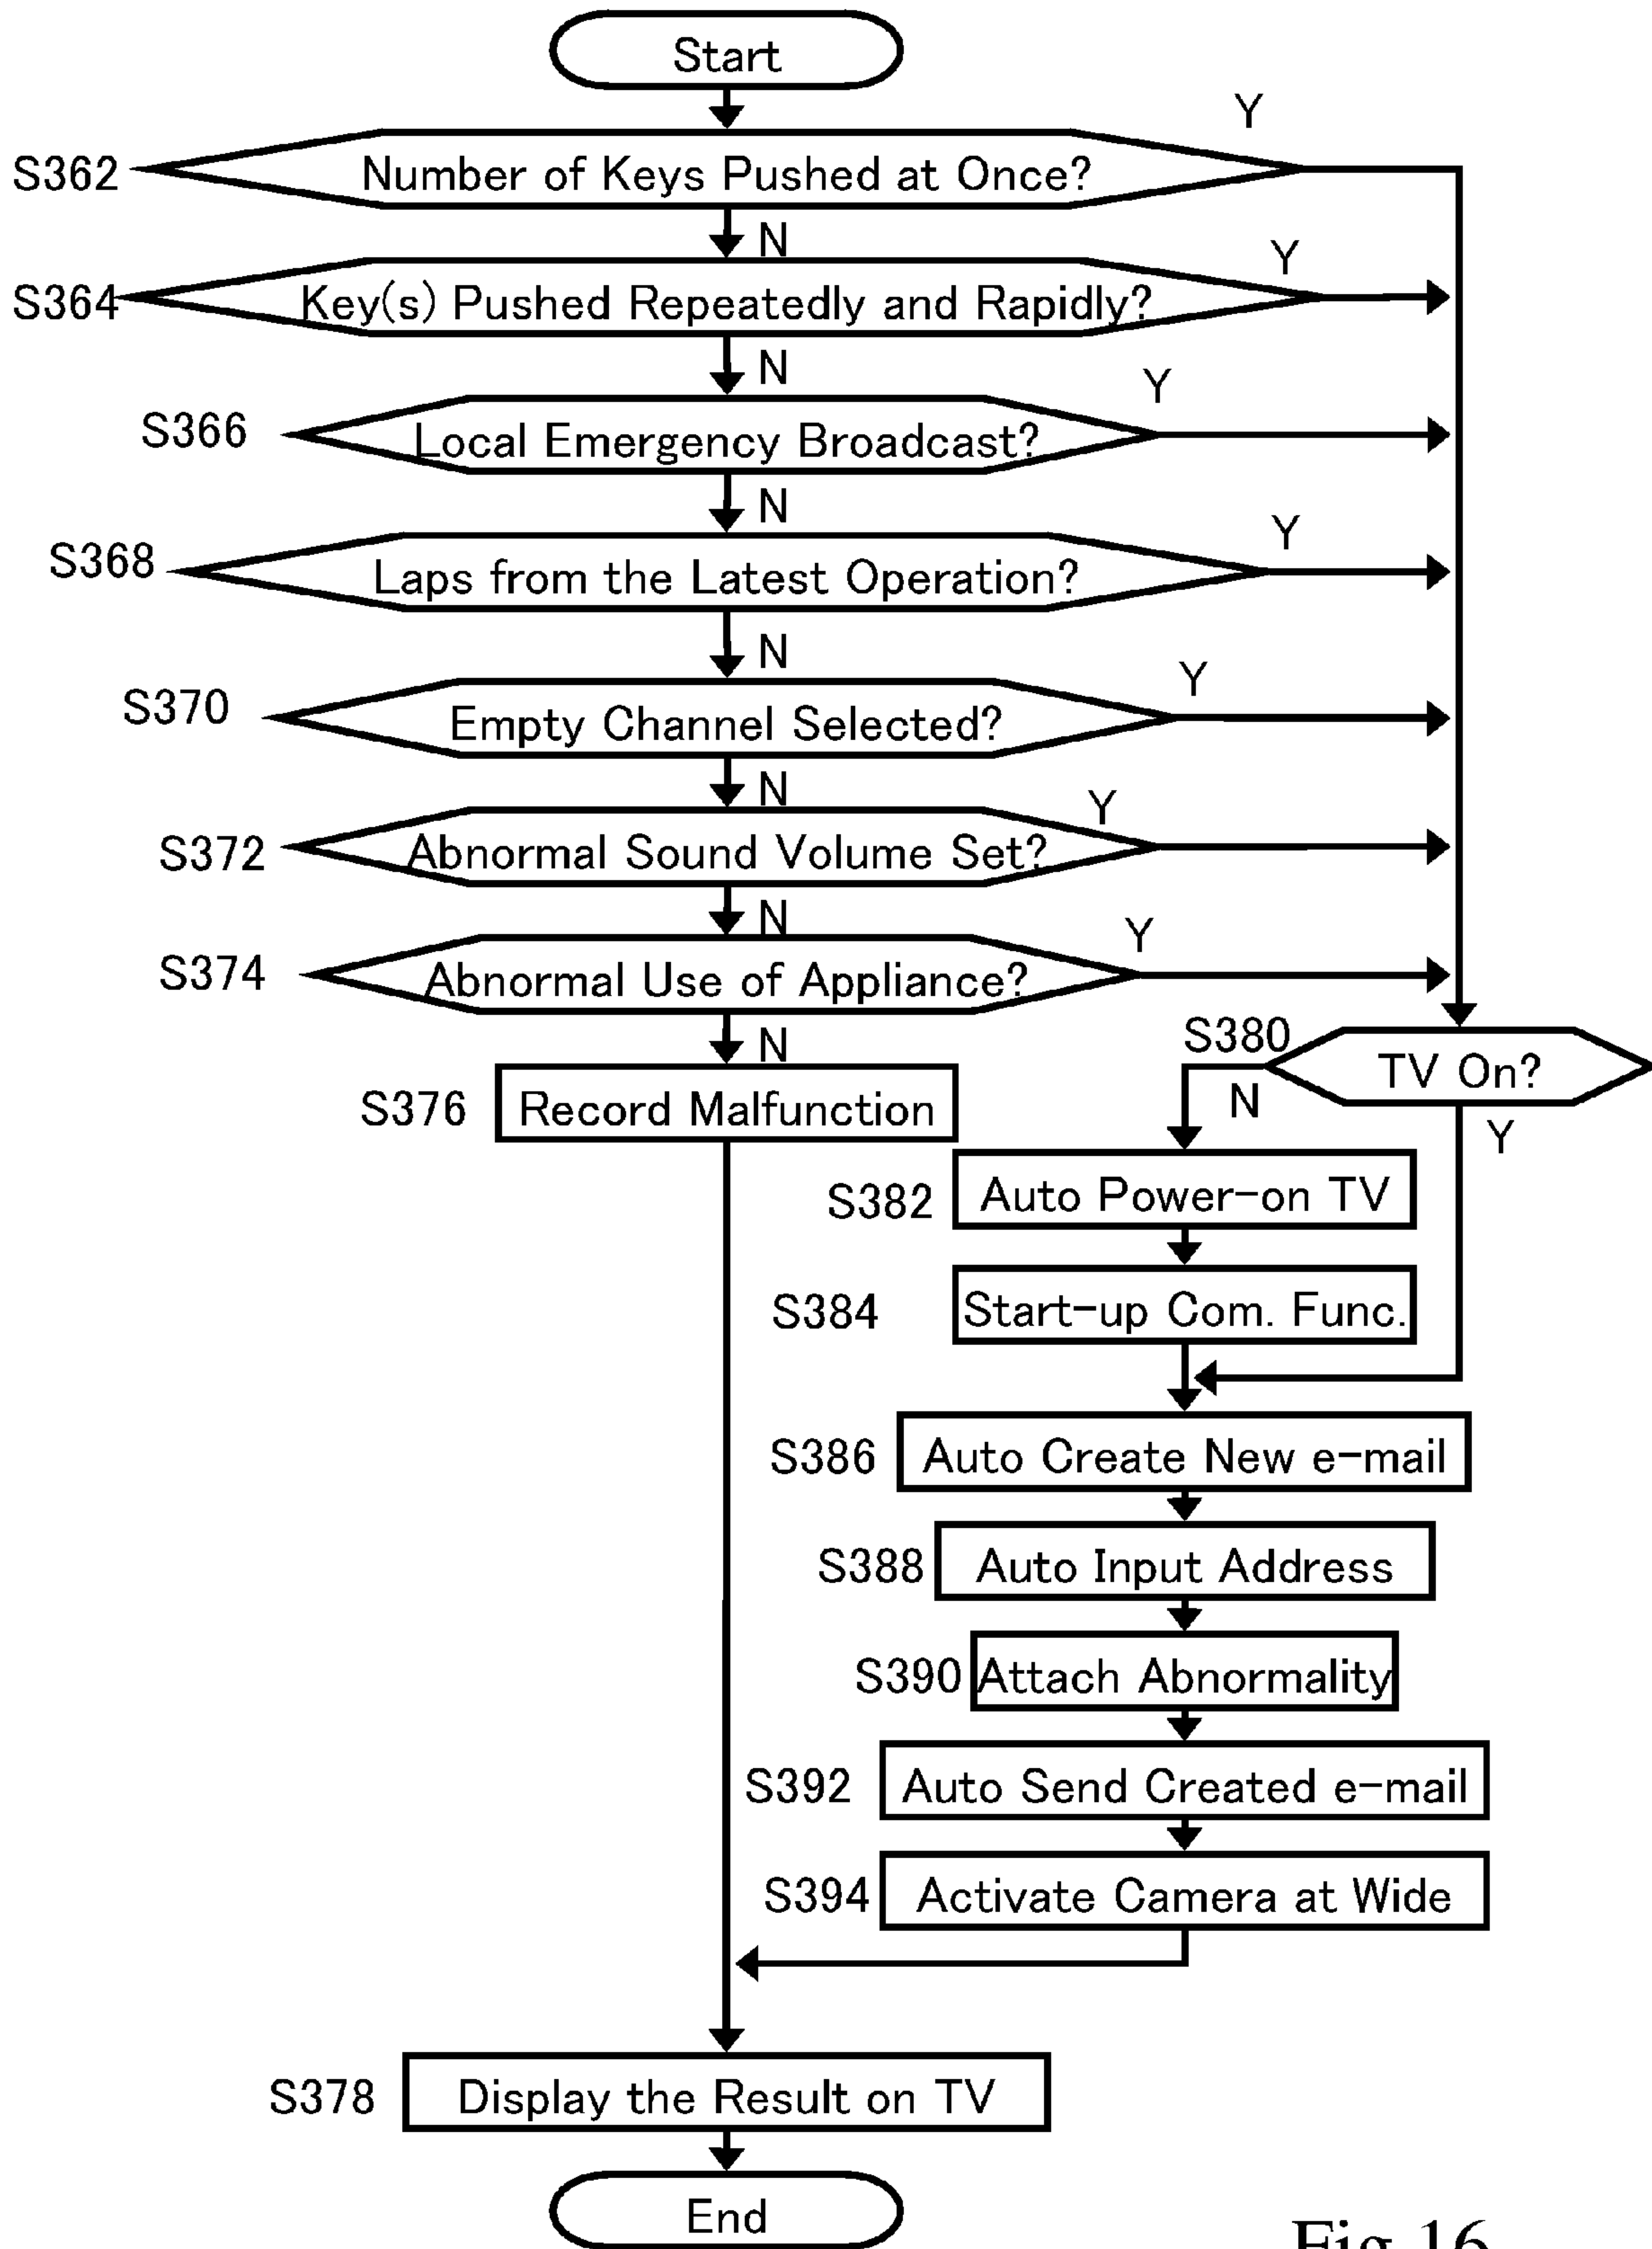 Start
Y
S362
Number of Keys Pushed at Once?
N
Y
S364
Key(s) Pushed Repeatedly and Rapidly?
N
Y
S366
Local Emergency Broadcast?
N
Y
S368
Laps from the Latest Operation?
N
Y
S370
Empty Channel Selected?
N
Y
S372
Abnormal Sound Volume Set?
N
Y
S374
Abnormal Use of Appliance?
N
S376
Record Malfunction
S380
TV On?
N
Y
S382
Auto Power-on TV
S384
Start-up Com. Func.
S386
Auto Create New e-mail
S388
Auto Input Address
S390
Attach Abnormality
S392
Auto Send Created e-mail
S394
Activate Camera at Wide
S378
Display the Result on TV
End
Fig.16